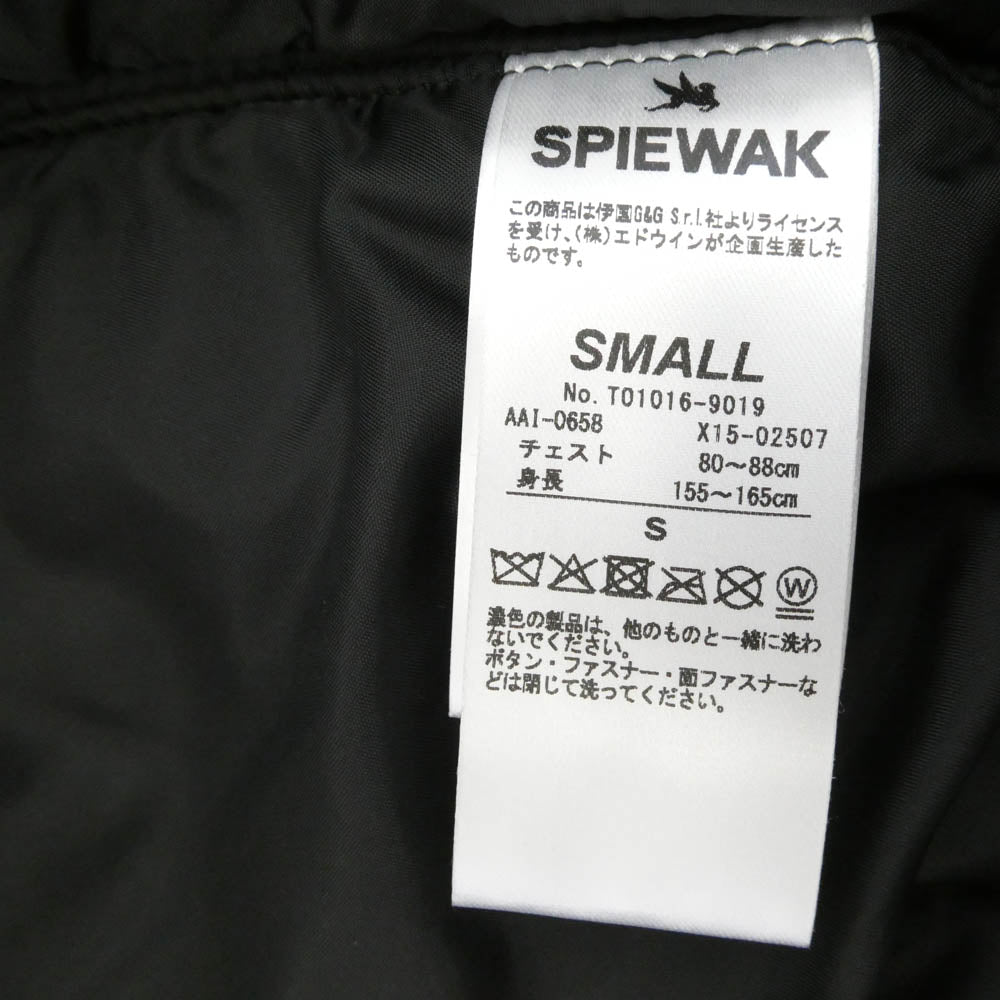 SPIEWAK
この商品は伊国G&G S.r.l.社よりライセンス
を受け、(株)エドウインが企画生産した
ものです。
SMALL
No. T01016-9019
AAI-0658 X15-02507
チェスト 80〜88cm
身長 155〜165cm
S
W
濃色の製品は、他のものと一緒に洗わ
ないでください。
ボタン・ファスナー・面ファスナーな
どは閉じて洗ってください。